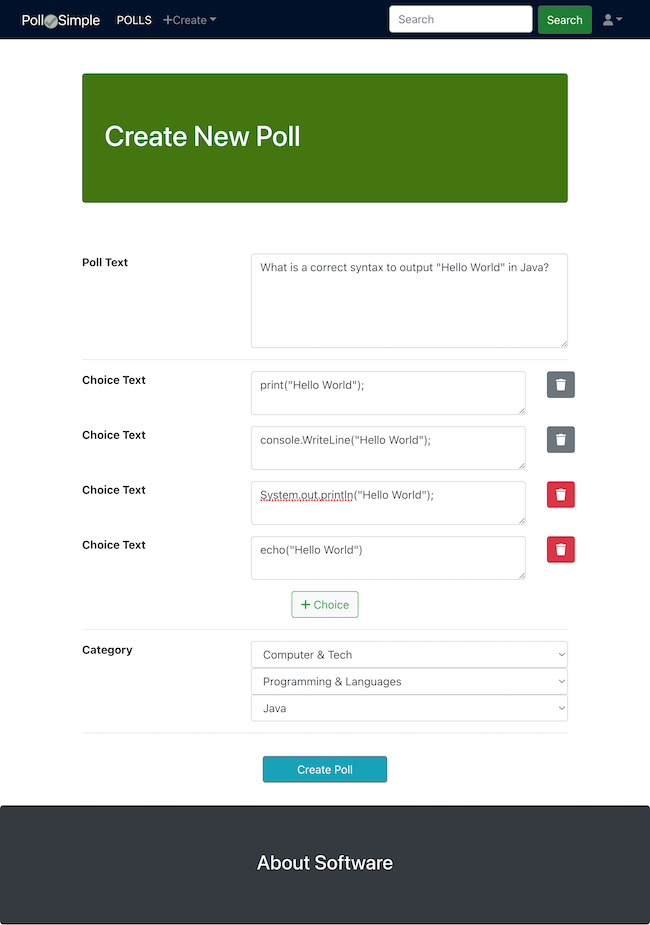 Poll Simple POLLS +Create Search Search
Create New Poll
Poll Text
What is a correct syntax to output "Hello World" in Java?
Choice Text
print("Hello World");
Choice Text
console.WriteLine("Hello World");
Choice Text
System.out.println("Hello World");
Choice Text
echo("Hello World")
+ Choice
Category
Computer & Tech
Programming & Languages
Java
Create Poll
About Software